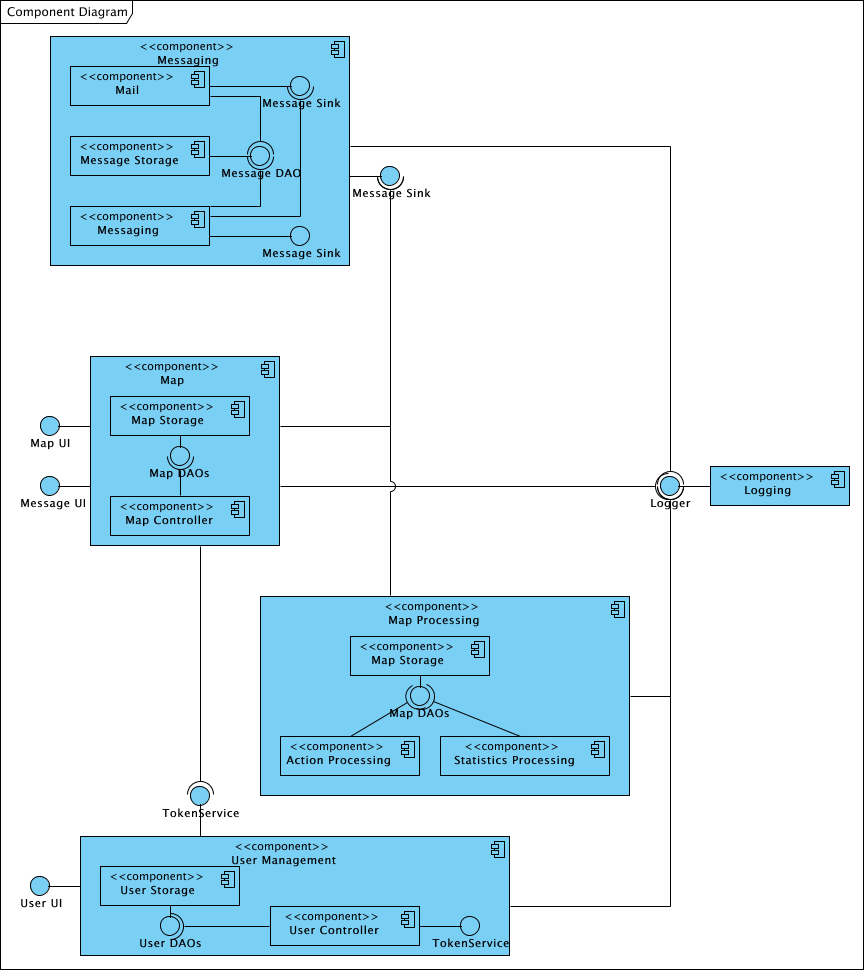 Component Diagram
<<component>>
Messaging
<<component>>
Mail
Message Sink
<<component>>
Message Storage
Message DAO
Message Sink
<<component>>
Messaging
Message Sink
<<component>>
Map
<<component>>
Map Storage
Map UI
Map DAOs
Message UI
<<component>>
Map Controller
Logger
<<component>>
Logging
<<component>>
Map Processing
<<component>>
Map Storage
Map DAOs
<<component>>
Action Processing
<<component>>
Statistics Processing
TokenService
<<component>>
User Management
<<component>>
User Storage
User UI
User DAOs
<<component>>
User Controller
TokenService